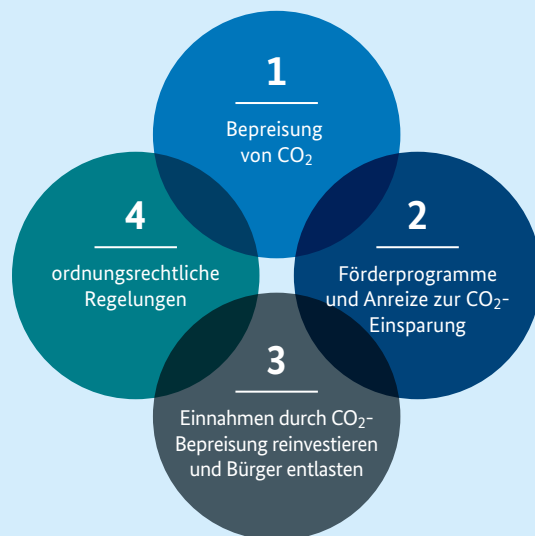 1
Bepreisung
von CO₂
2
Förderprogramme
und Anreize zur CO₂-
Einsparung
3
Einnahmen durch CO₂-
Bepreisung reinvestieren
und Bürger entlasten
4
ordnungsrechtliche
Regelungen